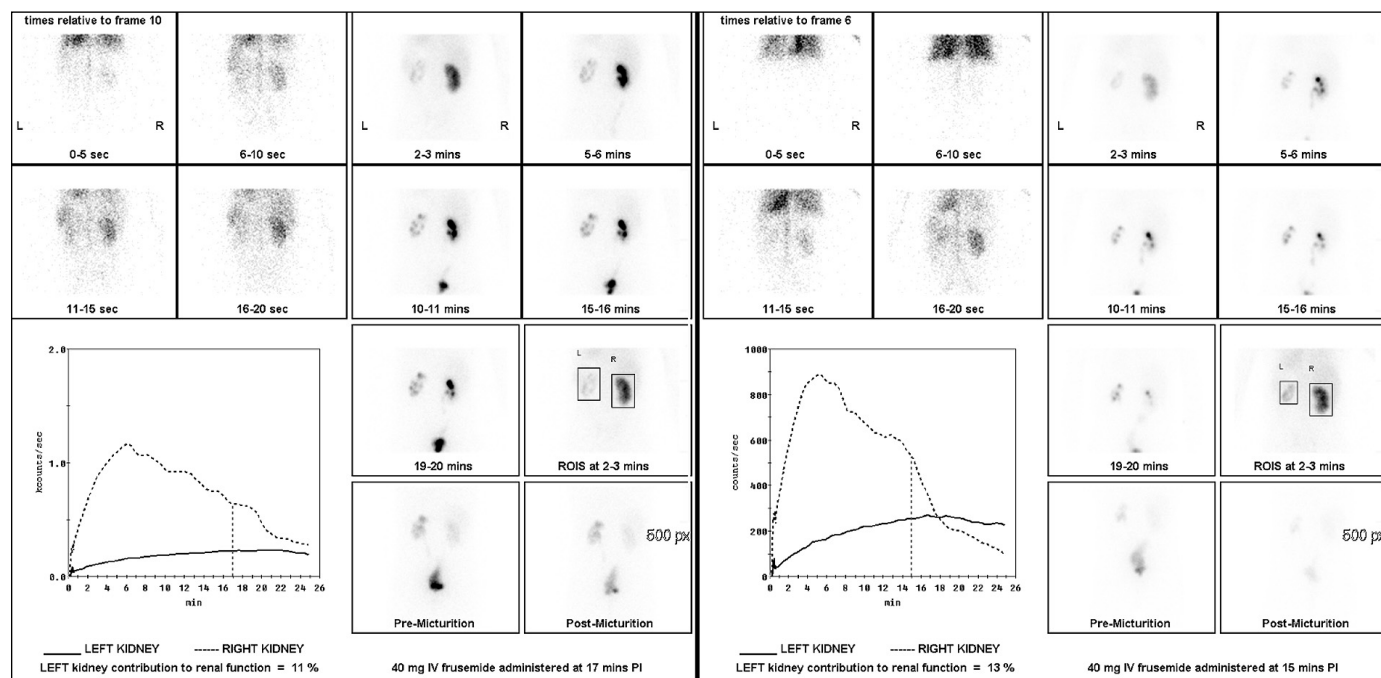 times relative to frame 10
L R
0-5 sec
6-10 sec
2-3 mins
5-6 mins
11-15 sec
16-20 sec
10-11 mins
15-16 mins
2.0
1.0
0.0
kcounts/sec
0 2 4 6 8 10 12 14 16 18 20 22 24 26
min
19-20 mins
L R
ROIS at 2-3 mins
Pre-Micturition
500 px
Post-Micturition
LEFT KIDNEY RIGHT KIDNEY
LEFT kidney contribution to renal function = 11 %
40 mg IV frusemide administered at 17 mins PI
times relative to frame 6
L R
0-5 sec
6-10 sec
2-3 mins
5-6 mins
11-15 sec
16-20 sec
10-11 mins
15-16 mins
1000
800
600
400
200
0
counts/sec
0 2 4 6 8 10 12 14 16 18 20 22 24 26
min
19-20 mins
L R
ROIS at 2-3 mins
Pre-Micturition
500 px
Post-Micturition
LEFT KIDNEY RIGHT KIDNEY
LEFT kidney contribution to renal function = 13 %
40 mg IV frusemide administered at 15 mins PI